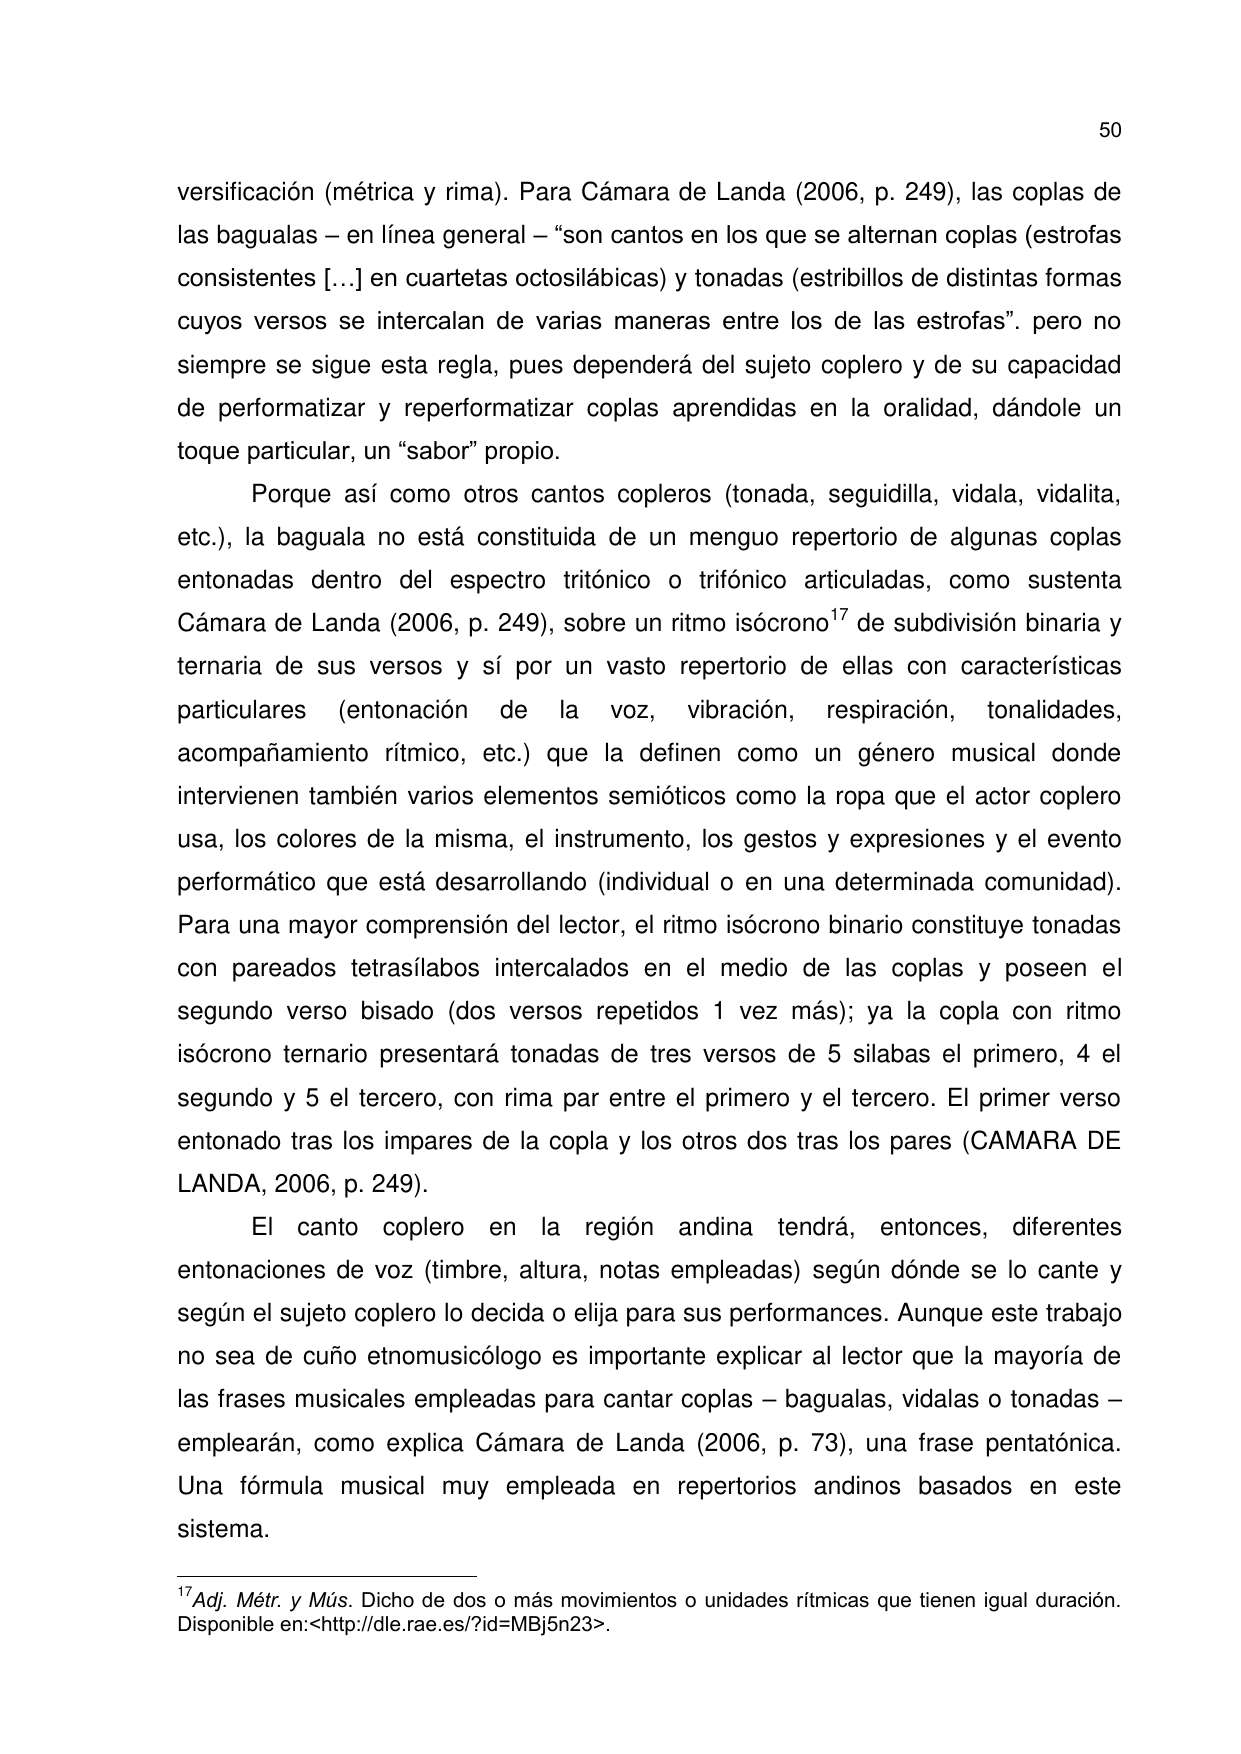 50
versificación (métrica y rima). Para Cámara de Landa (2006, p. 249), las coplas de
las bagualas – en línea general – “son cantos en los que se alternan coplas (estrofas
consistentes […] en cuartetas octosilábicas) y tonadas (estribillos de distintas formas
cuyos versos se intercalan de varias maneras entre los de las estrofas”. pero no
siempre se sigue esta regla, pues dependerá del sujeto coplero y de su capacidad
de performatizar y reperformatizar coplas aprendidas en la oralidad, dándole un
toque particular, un “sabor” propio.
Porque así como otros cantos copleros (tonada, seguidilla, vidala, vidalita,
etc.), la baguala no está constituida de un menguo repertorio de algunas coplas
entonadas dentro del espectro tritónico o trifónico articuladas, como sustenta
Cámara de Landa (2006, p. 249), sobre un ritmo isócrono17 de subdivisión binaria y
ternaria de sus versos y sí por un vasto repertorio de ellas con características
particulares (entonación de la voz, vibración, respiración, tonalidades,
acompañamiento rítmico, etc.) que la definen como un género musical donde
intervienen también varios elementos semióticos como la ropa que el actor coplero
usa, los colores de la misma, el instrumento, los gestos y expresiones y el evento
performático que está desarrollando (individual o en una determinada comunidad).
Para una mayor comprensión del lector, el ritmo isócrono binario constituye tonadas
con pareados tetrasílabos intercalados en el medio de las coplas y poseen el
segundo verso bisado (dos versos repetidos 1 vez más); ya la copla con ritmo
isócrono ternario presentará tonadas de tres versos de 5 silabas el primero, 4 el
segundo y 5 el tercero, con rima par entre el primero y el tercero. El primer verso
entonado tras los impares de la copla y los otros dos tras los pares (CAMARA DE
LANDA, 2006, p. 249).
El canto coplero en la región andina tendrá, entonces, diferentes
entonaciones de voz (timbre, altura, notas empleadas) según dónde se lo cante y
según el sujeto coplero lo decida o elija para sus performances. Aunque este trabajo
no sea de cuño etnomusicólogo es importante explicar al lector que la mayoría de
las frases musicales empleadas para cantar coplas – bagualas, vidalas o tonadas –
emplearán, como explica Cámara de Landa (2006, p. 73), una frase pentatónica.
Una fórmula musical muy empleada en repertorios andinos basados en este
sistema.
17Adj. Métr. y Mús. Dicho de dos o más movimientos o unidades rítmicas que tienen igual duración.
Disponible en:<http://dle.rae.es/?id=MBj5n23>.